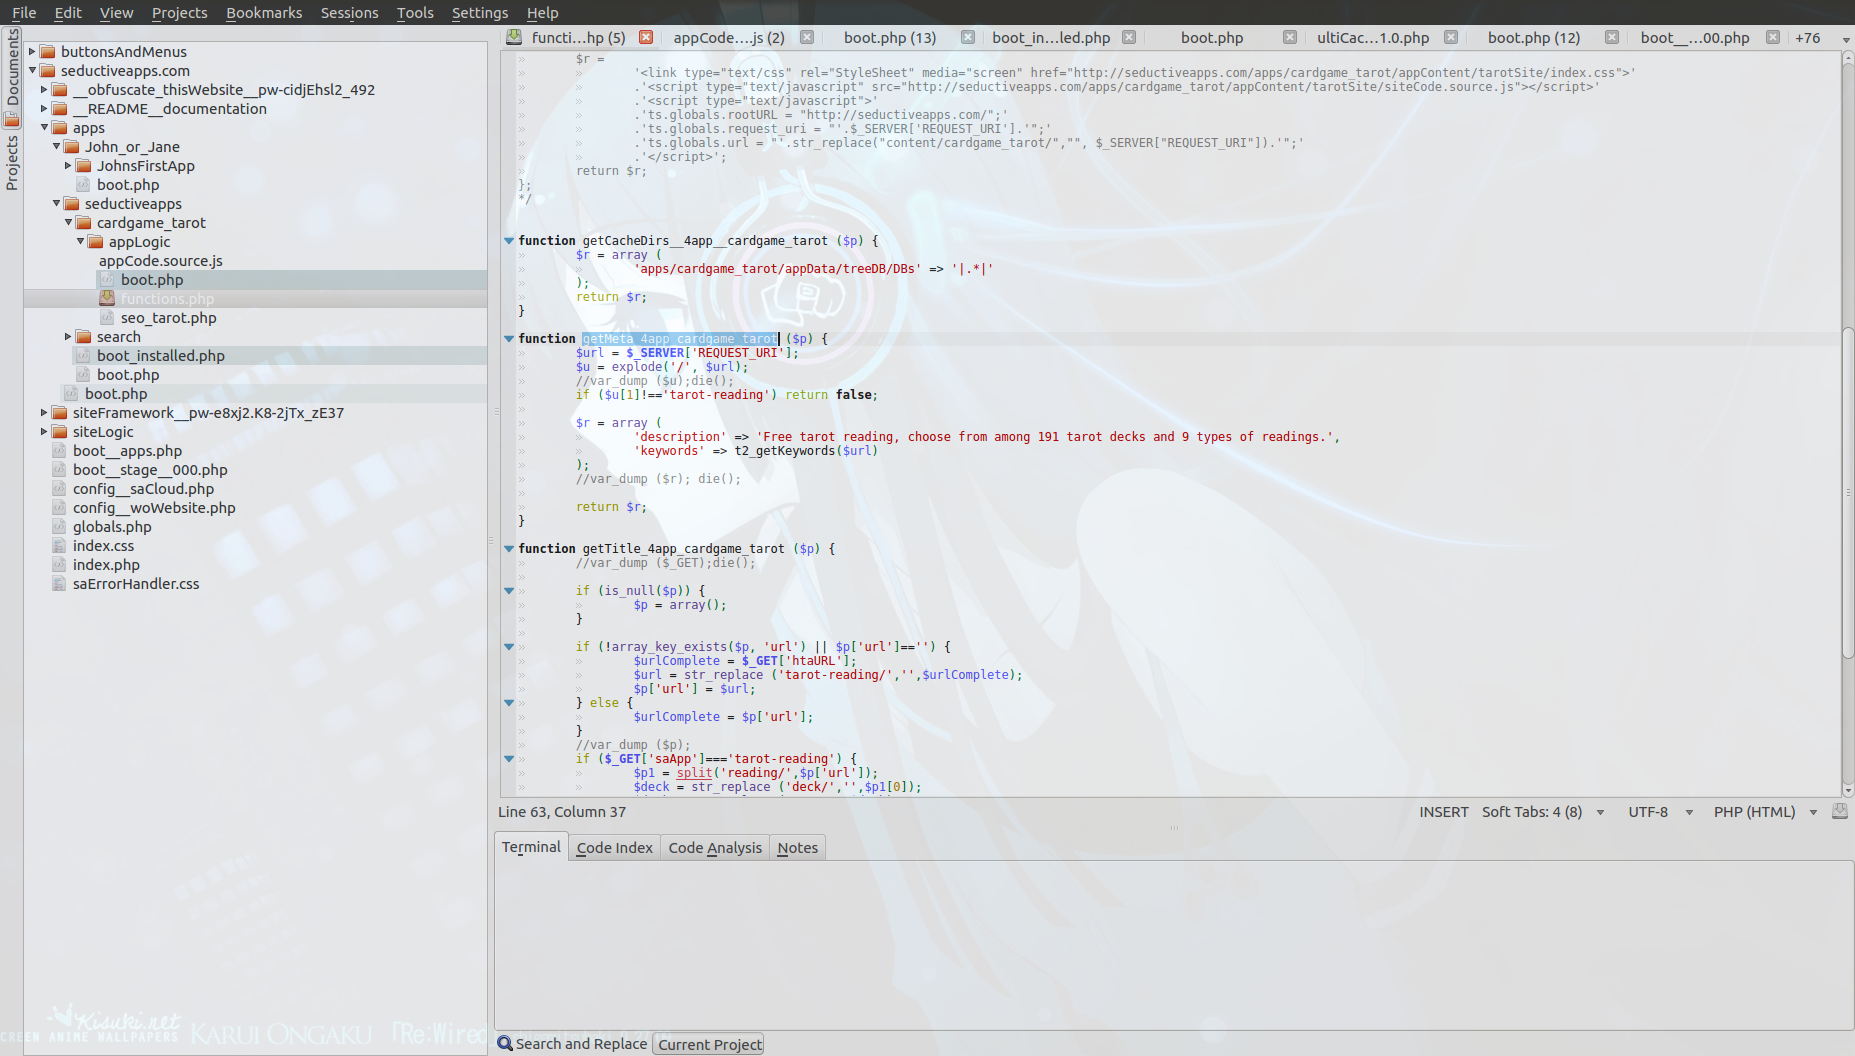 File Edit View Projects Bookmarks Sessions Tools Settings Help
Documents
Projects
buttonsAndMenus
seductiveapps.com
__obfuscate_thisWebsite__pw-cidjEhsl2_492
__README__documentation
apps
John_or_Jane
JohnsFirstApp
boot.php
seductiveapps
cardgame_tarot
appLogic
appCode.source.js
boot.php
functions.php
seo_tarot.php
search
boot_installed.php
boot.php
boot.php
siteFramework__pw-e8xj2.K8-2jTx_zE37
siteLogic
boot__apps.php
boot__stage__000.php
config__saCloud.php
config__woWebsite.php
globals.php
index.css
index.php
saErrorHandler.css
functi...hp (5) appCode....js (2) boot.php (13) boot_in...led.php boot.php ultiCac...1.0.php boot.php (12) boot__...00.php +76
$r =
'<link type="text/css" rel="StyleSheet" media="screen" href="http://seductiveapps.com/apps/cardgame_tarot/appContent/tarotSite/index.css">'
.'<script type="text/javascript" src="http://seductiveapps.com/apps/cardgame_tarot/appContent/tarotSite/siteCode.source.js"></script>'
.'<script type="text/javascript">'
.'ts.globals.rootURL = "http://seductiveapps.com/";'
.'ts.globals.request_uri = "'.$_SERVER['REQUEST_URI'].'";'
.'ts.globals.url = "'.str_replace("content/cardgame_tarot/","", $_SERVER["REQUEST_URI"]).'";'
.'</script>';
return $r;
};
*/
function getCacheDirs__4app__cardgame_tarot ($p) {
$r = array (
'apps/cardgame_tarot/appData/treeDB/DBs' => '|.*|'
);
return $r;
}
function getMeta_4app_cardgame_tarot ($p) {
$url = $_SERVER['REQUEST_URI'];
$u = explode('/', $url);
//var_dump ($u);die();
if ($u[1]!=='tarot-reading') return false;
$r = array (
'description' => 'Free tarot reading, choose from among 191 tarot decks and 9 types of readings.',
'keywords' => t2_getKeywords($url)
);
//var_dump ($r); die();
return $r;
}
function getTitle_4app_cardgame_tarot ($p) {
//var_dump ($_GET);die();
if (is_null($p)) {
$p = array();
}
if (!array_key_exists($p, 'url') || $p['url']=='') {
$urlComplete = $_GET['htaURL'];
$url = str_replace ('tarot-reading/','',$urlComplete);
$p['url'] = $url;
} else {
$urlComplete = $p['url'];
}
//var_dump ($p);
if ($_GET['saApp']==='tarot-reading') {
$p1 = split('reading/',$p['url']);
$deck = str_replace ('deck/','',$p1[0]);
Line 63, Column 37 INSERT Soft Tabs: 4 (8) UTF-8 PHP (HTML)
Terminal Code Index Code Analysis Notes
Kisuki.net
CREEN ANIME WALLPAPERS KARUI ONGAKU 「Re:Wired
Search and Replace Current Project